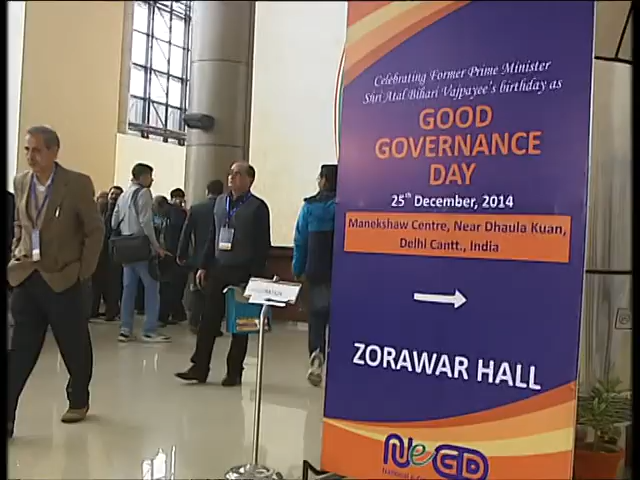 Celebrating Former Prime Minister
Shri Atal Bihari Vajpayee's birthday as
GOOD
GOVERNANCE
DAY
25th December, 2014
Manekshaw Centre, Near Dhaula Kuan,
Delhi Cantt., India
ZORAWAR HALL
NeGD